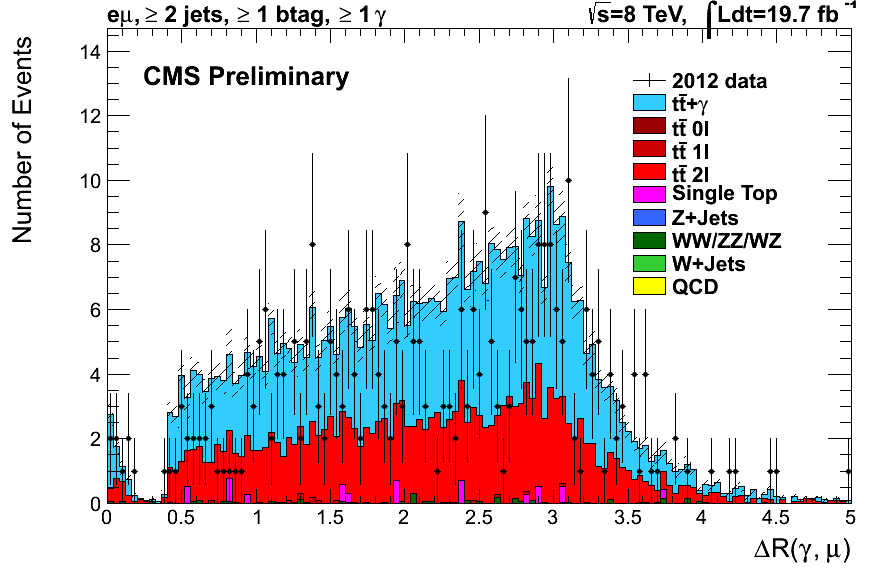 eμ, ≥ 2 jets, ≥ 1 btag, ≥ 1 γ
√s=8 TeV, ∫Ldt=19.7 fb⁻¹
Number of Events
CMS Preliminary
2012 data
tt̄+γ
tt̄ 0l
tt̄ 1l
tt̄ 2l
Single Top
Z+Jets
WW/ZZ/WZ
W+Jets
QCD
14
12
10
8
6
4
2
0
0 0.5 1 1.5 2 2.5 3 3.5 4 4.5 5
ΔR(γ, μ)